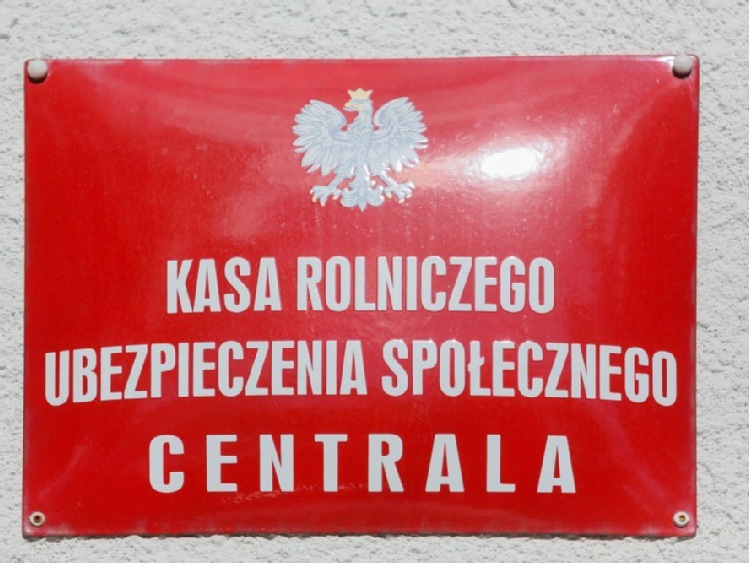 KASA ROLNICZEGO
UBEZPIECZENIA SPOŁECZNEGO
CENTRALA